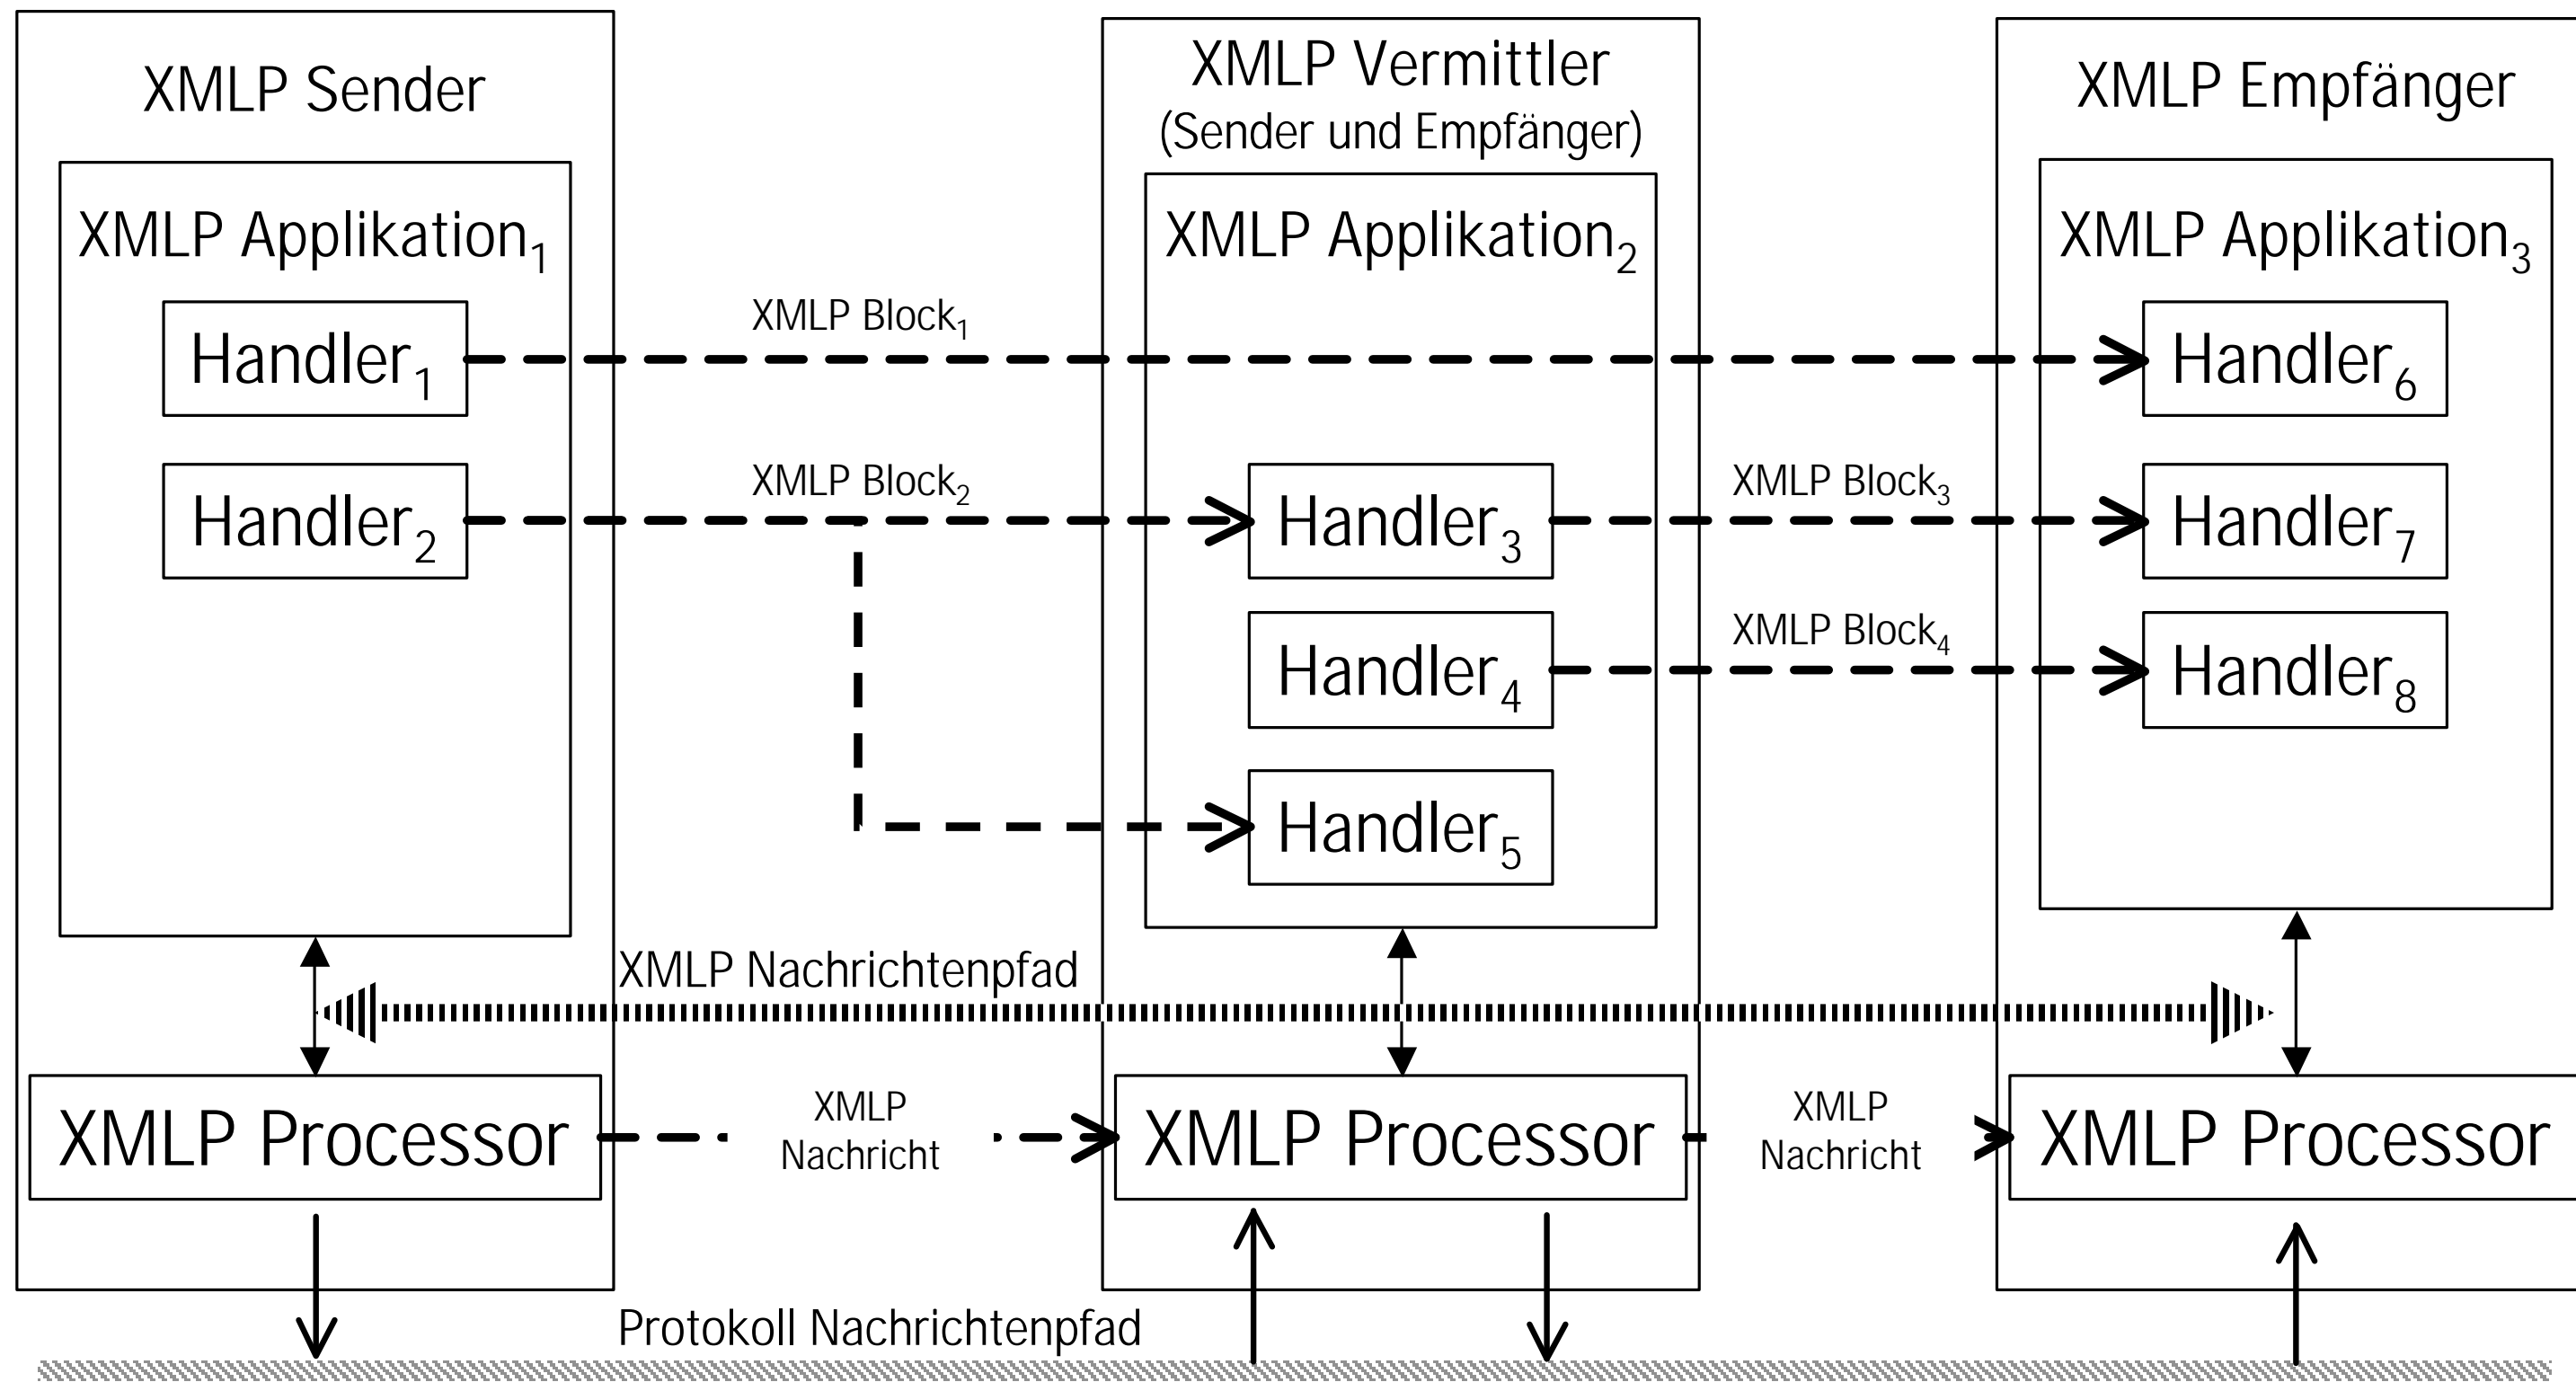 XMLP Sender
XMLP Applikation₁
Handler₁
Handler₂
XMLP Block₁
XMLP Block₂
XMLP Vermittler
(Sender und Empfänger)
XMLP Applikation₂
Handler₃
Handler₄
Handler₅
XMLP Block₃
XMLP Block₄
XMLP Empfänger
XMLP Applikation₃
Handler₆
Handler₇
Handler₈
XMLP Nachrichtenpfad
XMLP Processor
XMLP
Nachricht
XMLP Processor
XMLP
Nachricht
XMLP Processor
Protokoll Nachrichtenpfad